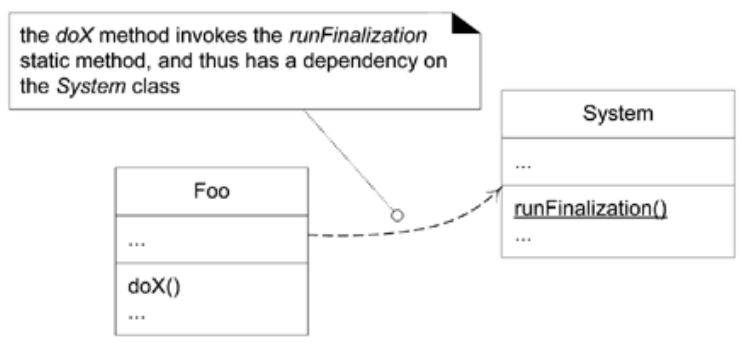 the doX method invokes the runFinalization
static method, and thus has a dependency on
the System class
System
...
runFinalization()
...
Foo
...
doX()
...